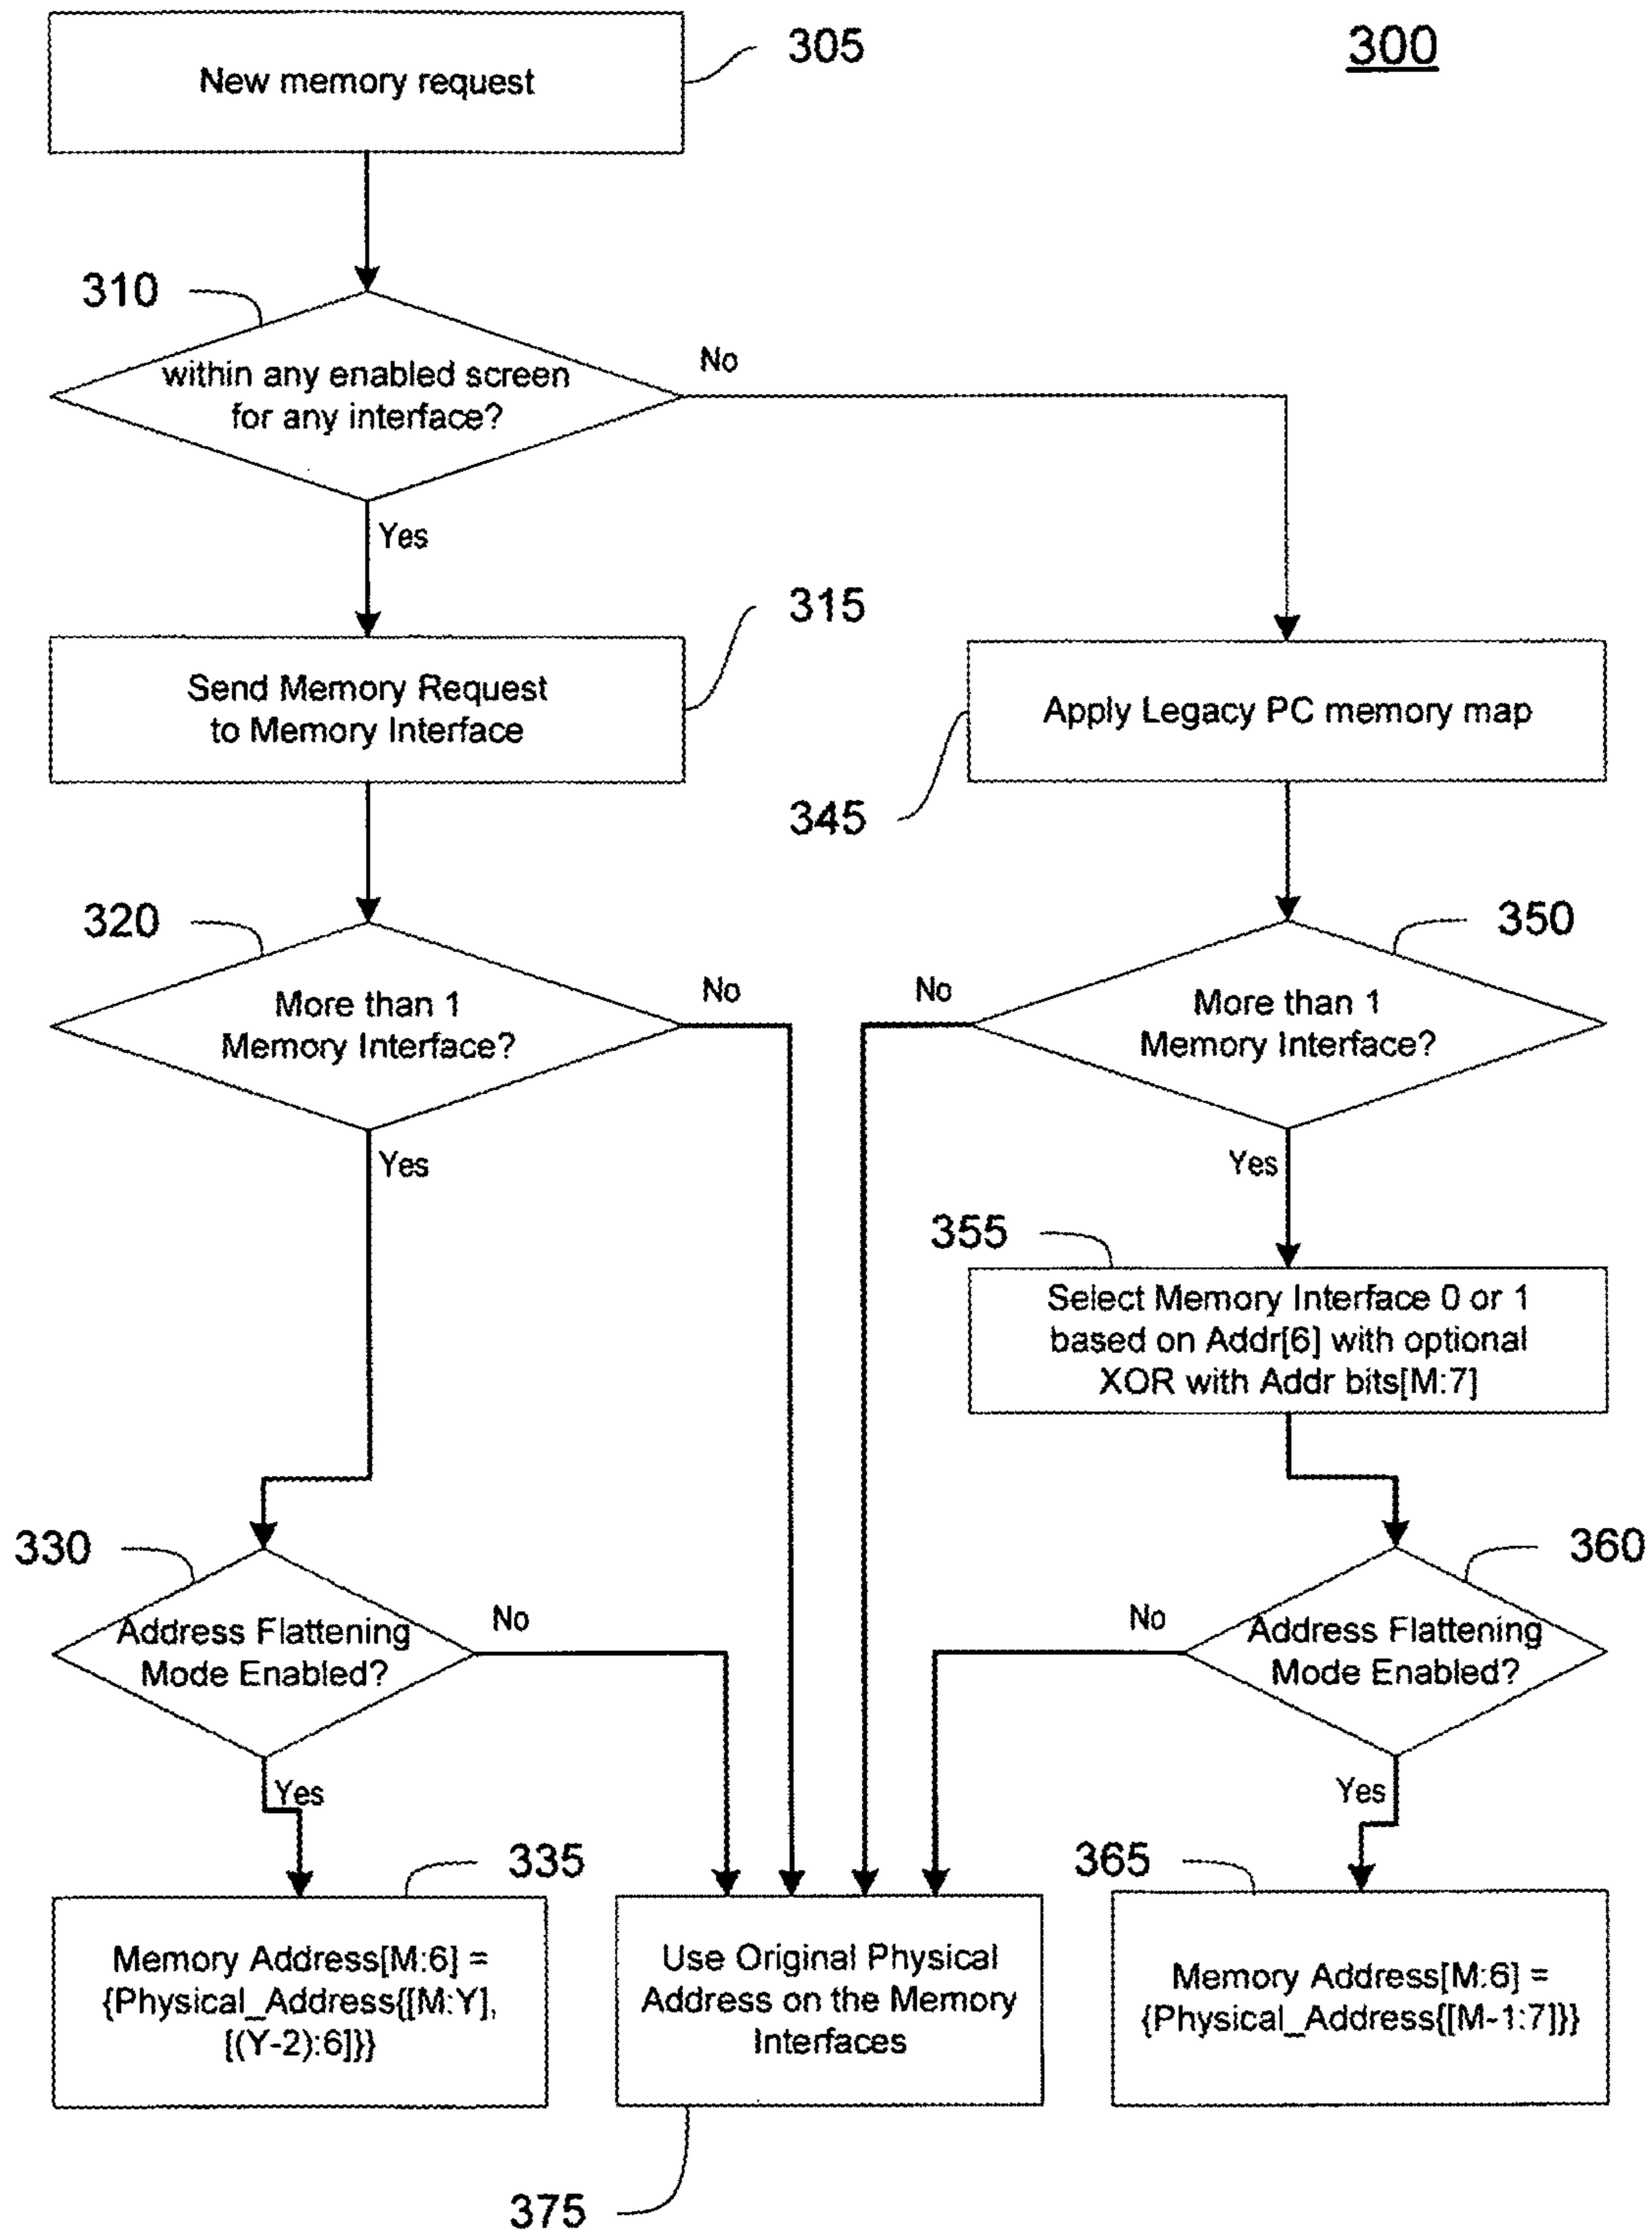 300
New memory request
305
310
within any enabled screen
for any interface?
No
Yes
Send Memory Request
to Memory Interface
315
Apply Legacy PC memory map
345
320
More than 1
Memory Interface?
No
Yes
350
More than 1
Memory Interface?
No
Yes
355
Select Memory Interface 0 or 1
based on Addr[6] with optional
XOR with Addr bits[M:7]
330
Address Flattening
Mode Enabled?
No
Yes
360
Address Flattening
Mode Enabled?
No
Yes
335
Memory Address[M:6] =
{Physical_Address{[M:Y],
[(Y-2):6]}}
Use Original Physical
Address on the Memory
Interfaces
375
365
Memory Address[M:6] =
{Physical_Address{[M-1:7]}}